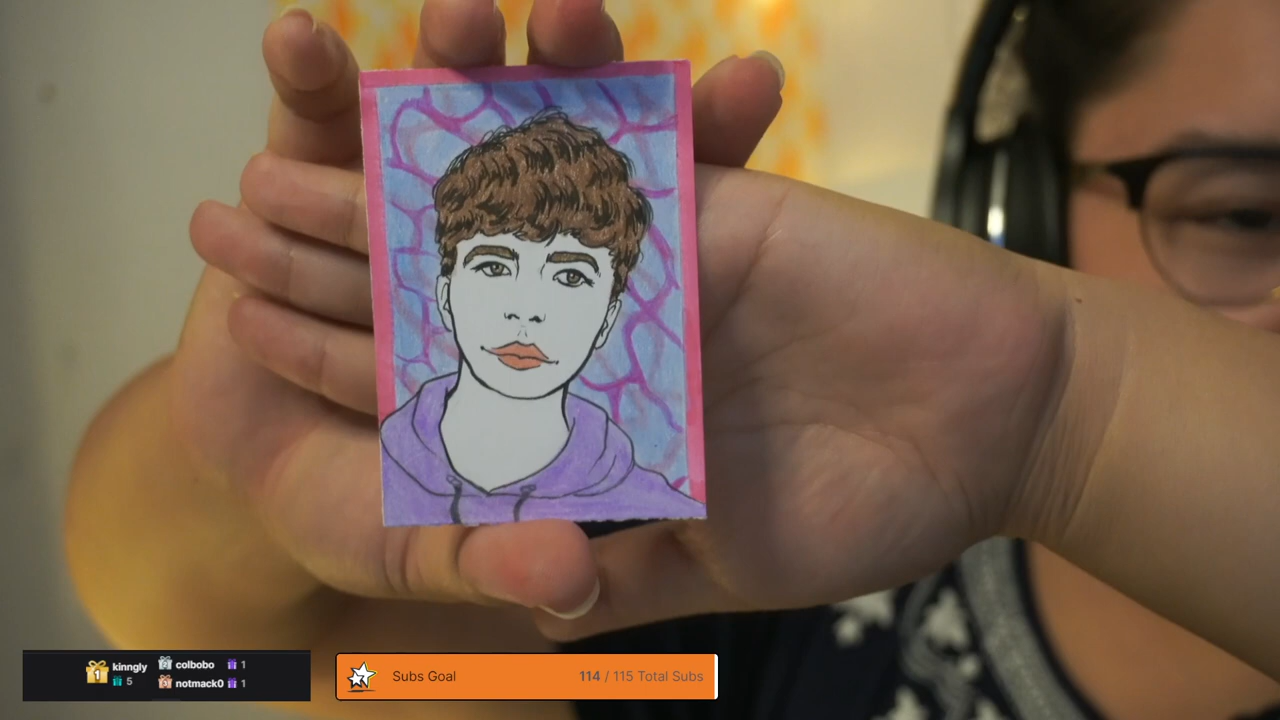 kinngly
5
colbobo 1
notmack0 1
Subs Goal
114 / 115 Total Subs